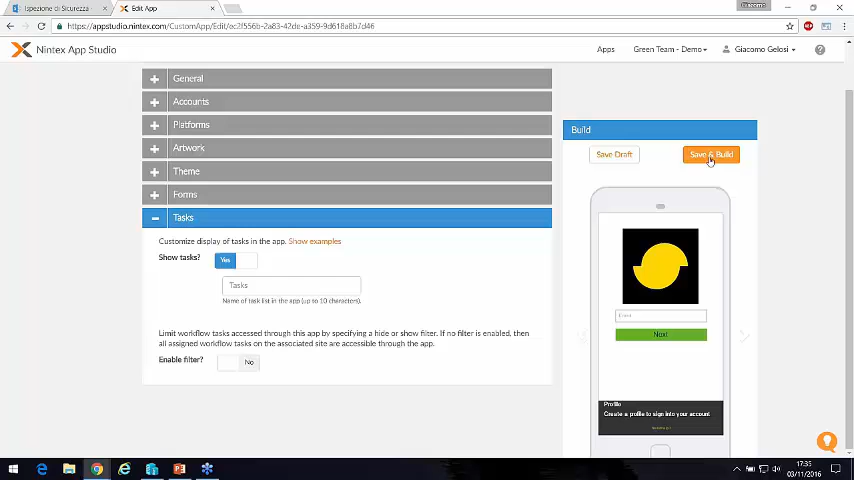 Giacomo
Ispezione di Sicurezza -
Edit App
https://appstudio.nintex.com/CustomApp/Edit/ec2f556b-2a83-42de-a359-9d618a8b7d46
Nintex App Studio
Apps
Green Team - Demo
Giacomo Gelosi
General
Accounts
Platforms
Artwork
Theme
Forms
Tasks
Customize display of tasks in the app. Show examples
Show tasks?
Yes
Tasks
Name of task list in the app (up to 10 characters).
Limit workflow tasks accessed through this app by specifying a hide or show filter. If no filter is enabled, then
all assigned workflow tasks on the associated site are accessible through the app.
Enable filter?
No
Build
Save Draft
Save & Build
Email
Next
Profile
Create a profile to sign into your account
17:35
03/11/2016